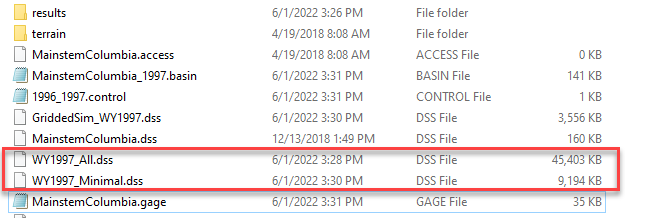 results 6/1/2022 3:26 PM File folder
terrain 4/19/2018 8:08 AM File folder
MainstemColumbia.access 4/19/2018 8:08 AM ACCESS File 0 KB
MainstemColumbia_1997.basin 6/1/2022 3:31 PM BASIN File 141 KB
1996_1997.control 6/1/2022 3:31 PM CONTROL File 1 KB
GriddedSim_WY1997.dss 6/1/2022 3:30 PM DSS File 3,556 KB
MainstemColumbia.dss 12/13/2018 1:49 PM DSS File 160 KB
WY1997_All.dss 6/1/2022 3:28 PM DSS File 45,403 KB
WY1997_Minimal.dss 6/1/2022 3:30 PM DSS File 9,194 KB
MainstemColumbia.gage 6/1/2022 3:31 PM GAGE File 35 KB